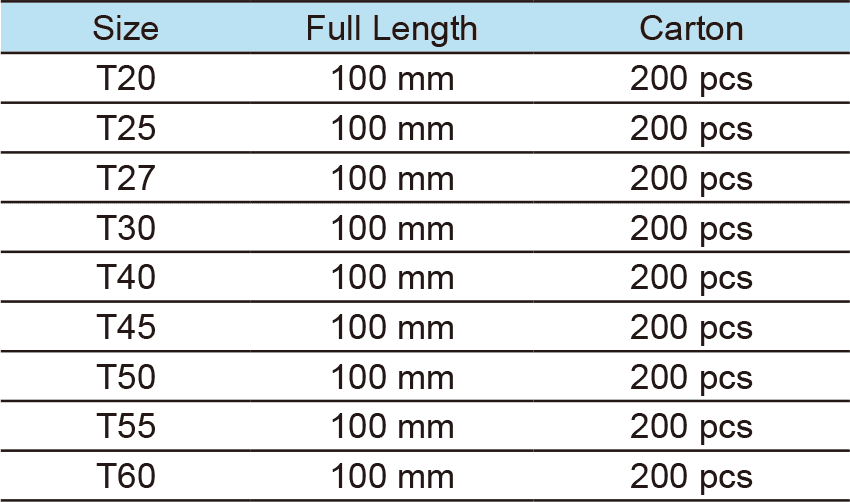 Size Full Length Carton
T20 100 mm 200 pcs
T25 100 mm 200 pcs
T27 100 mm 200 pcs
T30 100 mm 200 pcs
T40 100 mm 200 pcs
T45 100 mm 200 pcs
T50 100 mm 200 pcs
T55 100 mm 200 pcs
T60 100 mm 200 pcs